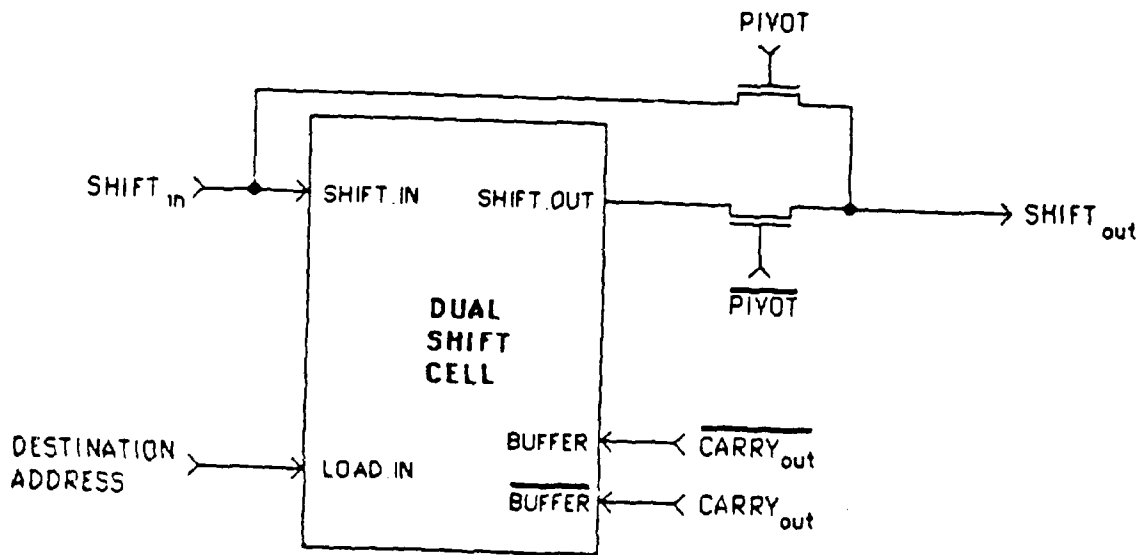 PIVOT
SHIFT in
SHIFT.IN
SHIFT.OUT
SHIFT out
PIVOT
DUAL
SHIFT
CELL
DESTINATION
ADDRESS
LOAD.IN
BUFFER
CARRY out
BUFFER
CARRY out